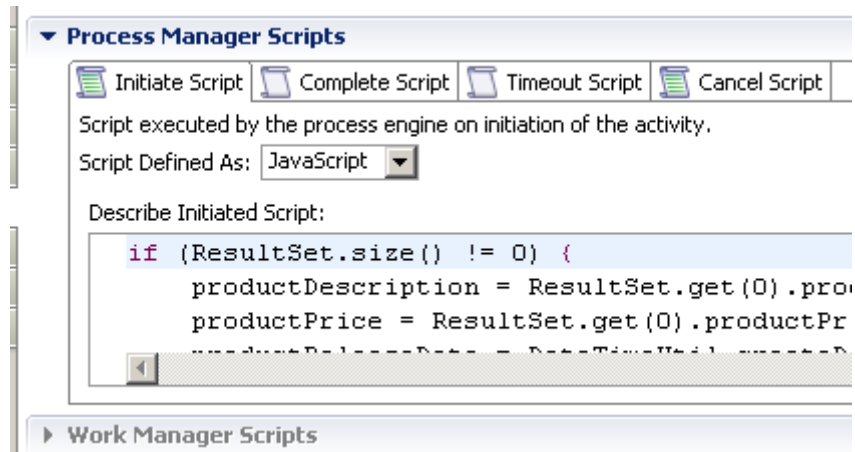 Process Manager Scripts
Initiate Script Complete Script Timeout Script Cancel Script
Script executed by the process engine on initiation of the activity.
Script Defined As: JavaScript
Describe Initiated Script:
if (ResultSet.size() != 0) {
productDescription = ResultSet.get(0).pro
productPrice = ResultSet.get(0).productPr
Work Manager Scripts